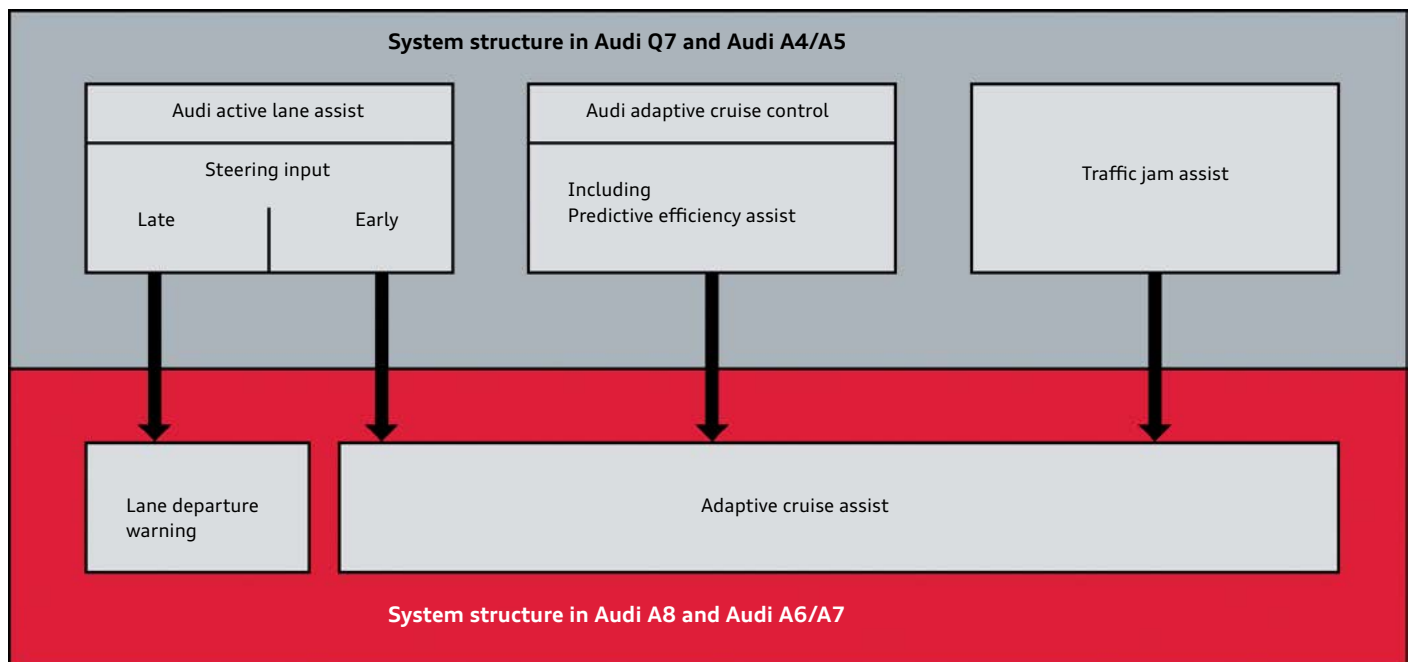 System structure in Audi Q7 and Audi A4/A5
Audi active lane assist
Steering input
Late
Early
Audi adaptive cruise control
Including
Predictive efficiency assist
Traffic jam assist
Lane departure
warning
Adaptive cruise assist
System structure in Audi A8 and Audi A6/A7